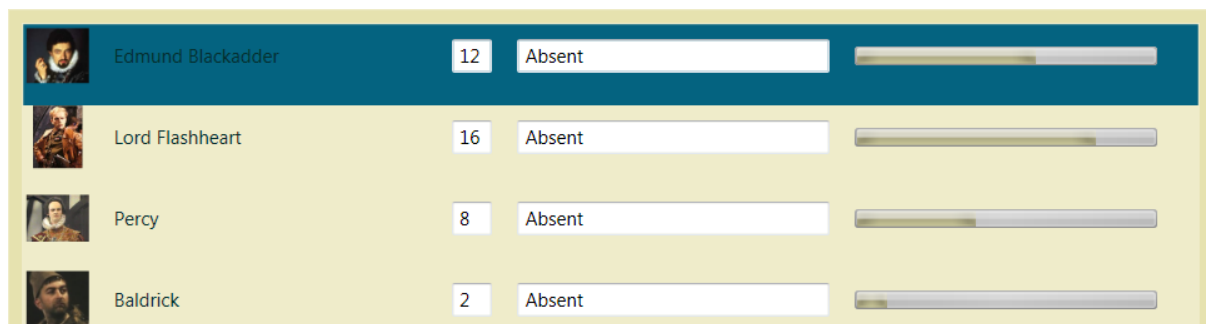 Edmund Blackadder 12 Absent
Lord Flashheart 16 Absent
Percy 8 Absent
Baldrick 2 Absent